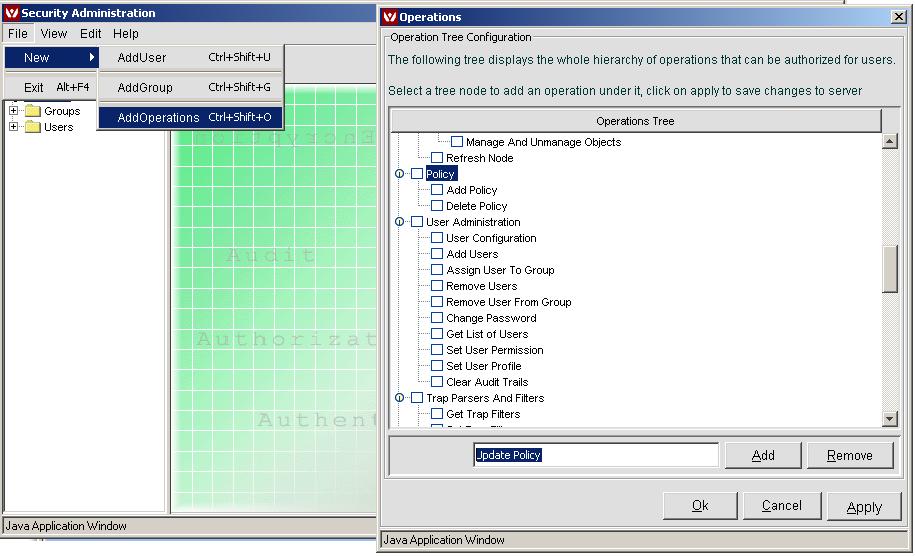 Security Administration
File View Edit Help
New
Exit Alt+F4
AddUser Ctrl+Shift+U
AddGroup Ctrl+Shift+G
AddOperations Ctrl+Shift+O
Groups
Users
Encryption
Audit
Authorizat
Authent
Java Application Window
Operations
Operation Tree Configuration
The following tree displays the whole hierarchy of operations that can be authorized for users.
Select a tree node to add an operation under it, click on apply to save changes to server
Operations Tree
Manage And Unmanage Objects
Refresh Node
Policy
Add Policy
Delete Policy
User Administration
User Configuration
Add Users
Assign User To Group
Remove Users
Remove User From Group
Change Password
Get List of Users
Set User Permission
Set User Profile
Clear Audit Trails
Trap Parsers And Filters
Get Trap Filters
Update Policy
Add
Remove
Ok
Cancel
Apply
Java Application Window